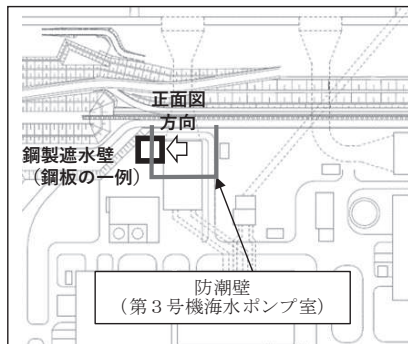 正面図
方向
鋼製遮水壁
（鋼板の一例）
防潮壁
（第３号機海水ポンプ室）